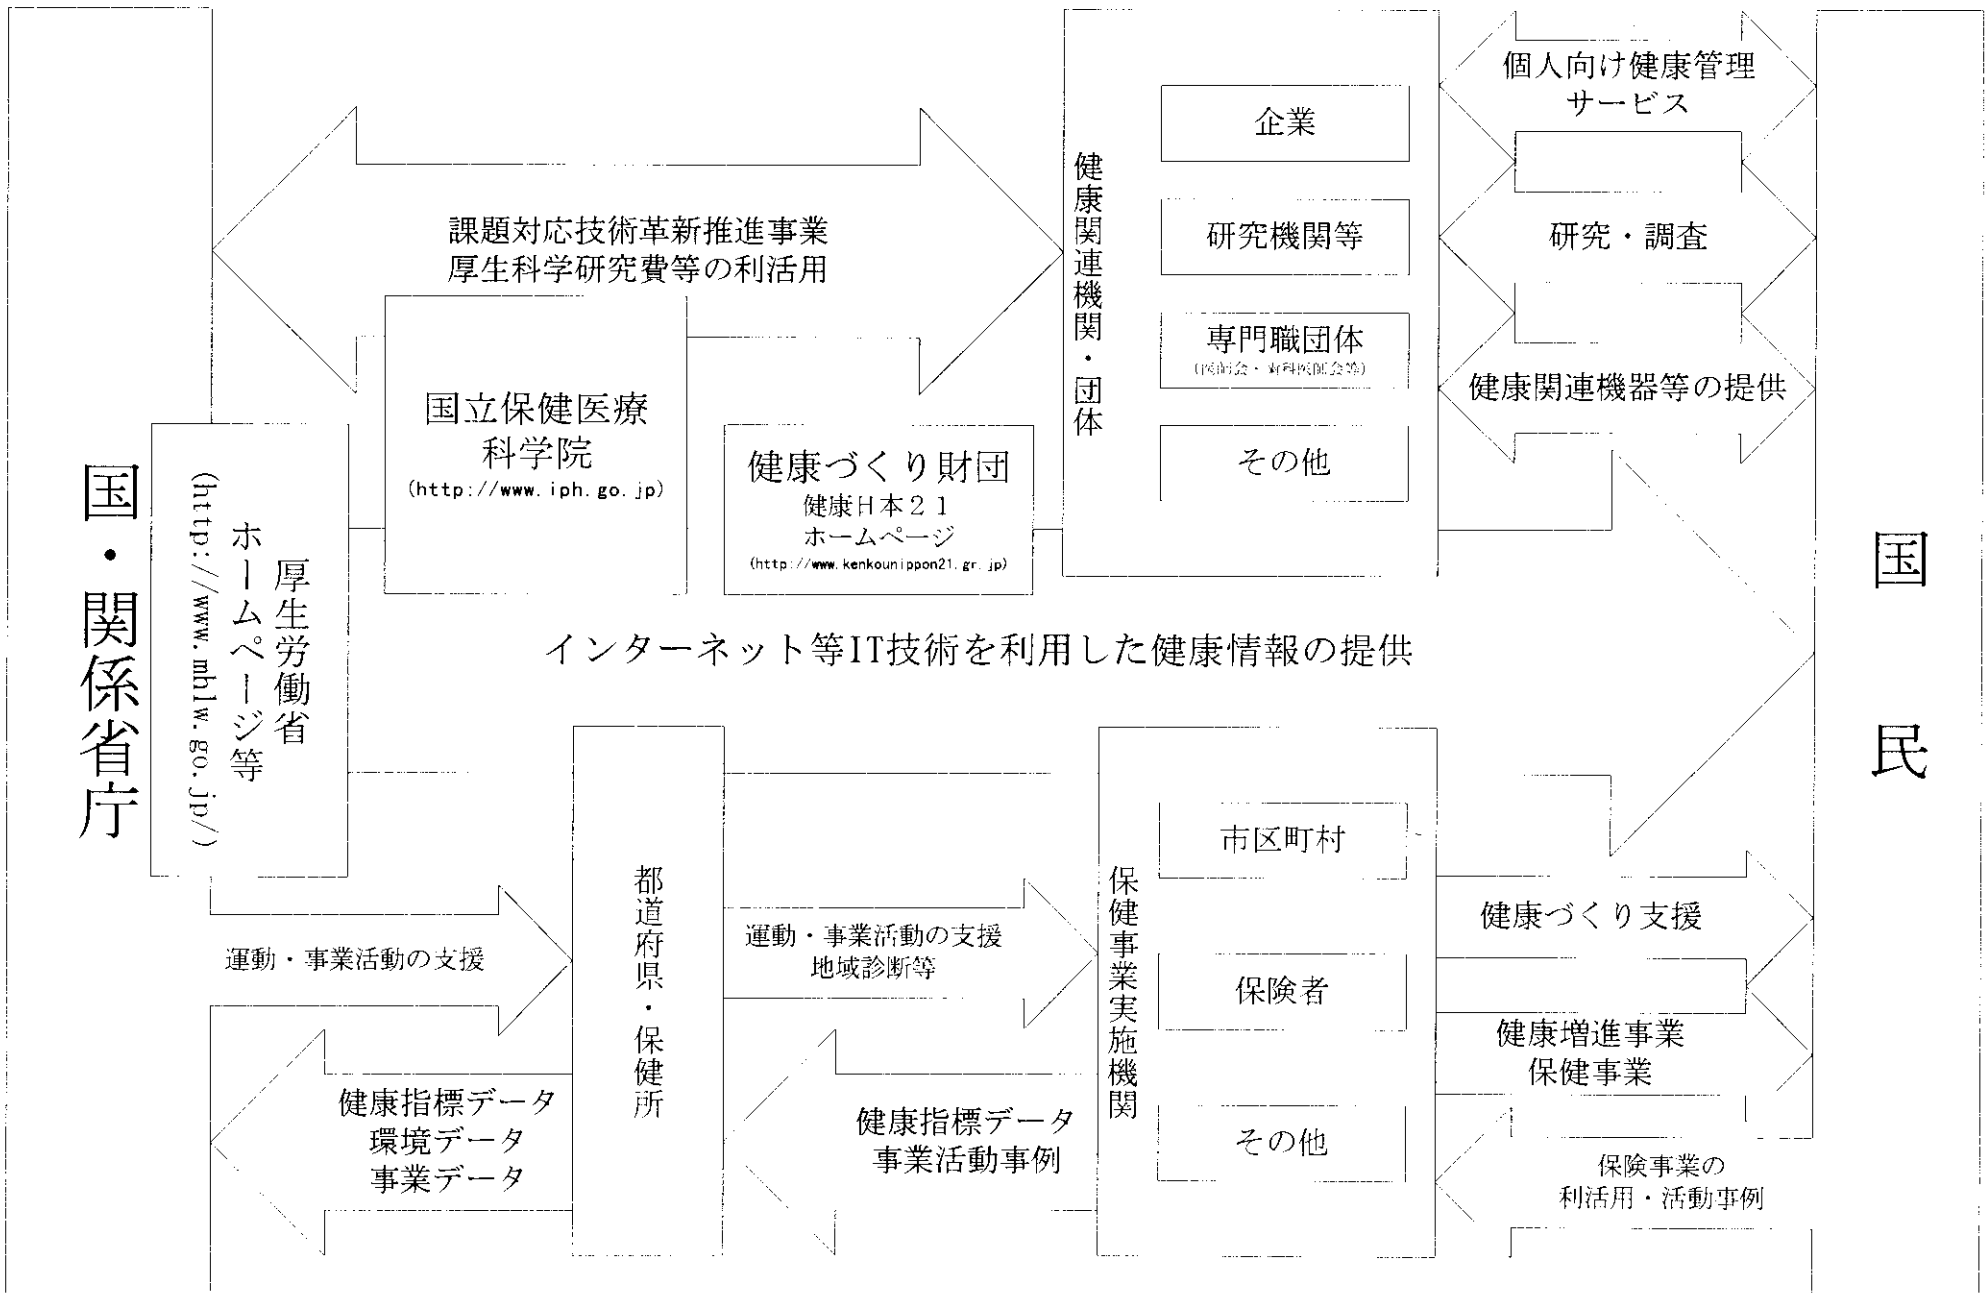 国・関係省庁
厚生労働省
ホームページ等
(http://www.mhlw.go.jp/)
課題対応技術革新推進事業
厚生科学研究費等の利活用
国立保健医療
科学院
(http://www.iph.go.jp)
健康づくり財団
健康日本２１
ホームページ
(http://www.kenkounippon21.gr.jp)
健康関連機関・団体
企業
研究機関等
専門職団体
(医師会・歯科医師会等)
その他
個人向け健康管理
サービス
研究・調査
健康関連機器等の提供
国民
インターネット等IT技術を利用した健康情報の提供
運動・事業活動の支援
健康指標データ
環境データ
事業データ
都道府県・保健所
運動・事業活動の支援
地域診断等
健康指標データ
事業活動事例
保健事業実施機関
市区町村
保険者
その他
健康づくり支援
健康増進事業
保健事業
保険事業の
利活用・活動事例